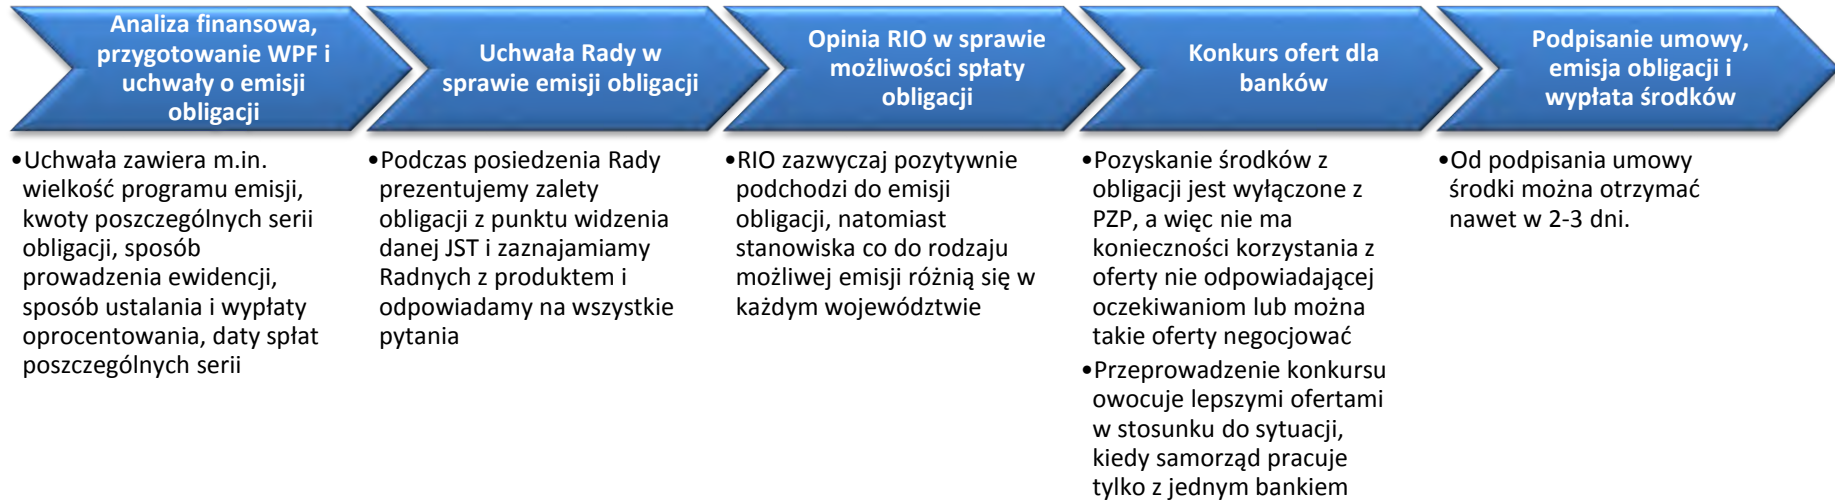 Analiza finansowa,
przygotowanie WPF i
uchwały o emisji
obligacji
•Uchwała zawiera m.in.
wielkość programu emisji,
kwoty poszczególnych serii
obligacji, sposób
prowadzenia ewidencji,
sposób ustalania i wypłaty
oprocentowania, daty spłat
poszczególnych serii
Uchwała Rady w
sprawie emisji obligacji
•Podczas posiedzenia Rady
prezentujemy zalety
obligacji z punktu widzenia
danej JST i zaznajamiamy
Radnych z produktem i
odpowiadamy na wszystkie
pytania
Opinia RIO w sprawie
możliwości spłaty
obligacji
•RIO zazwyczaj pozytywnie
podchodzi do emisji
obligacji, natomiast
stanowiska co do rodzaju
możliwej emisji różnią się w
każdym województwie
Konkurs ofert dla
banków
•Pozyskanie środków z
obligacji jest wyłączone z
PZP, a więc nie ma
konieczności korzystania z
oferty nie odpowiadającej
oczekiwaniom lub można
takie oferty negocjować
•Przeprowadzenie konkursu
owocuje lepszymi ofertami
w stosunku do sytuacji,
kiedy samorząd pracuje
tylko z jednym bankiem
Podpisanie umowy,
emisja obligacji i
wypłata środków
•Od podpisania umowy
środki można otrzymać
nawet w 2-3 dni.